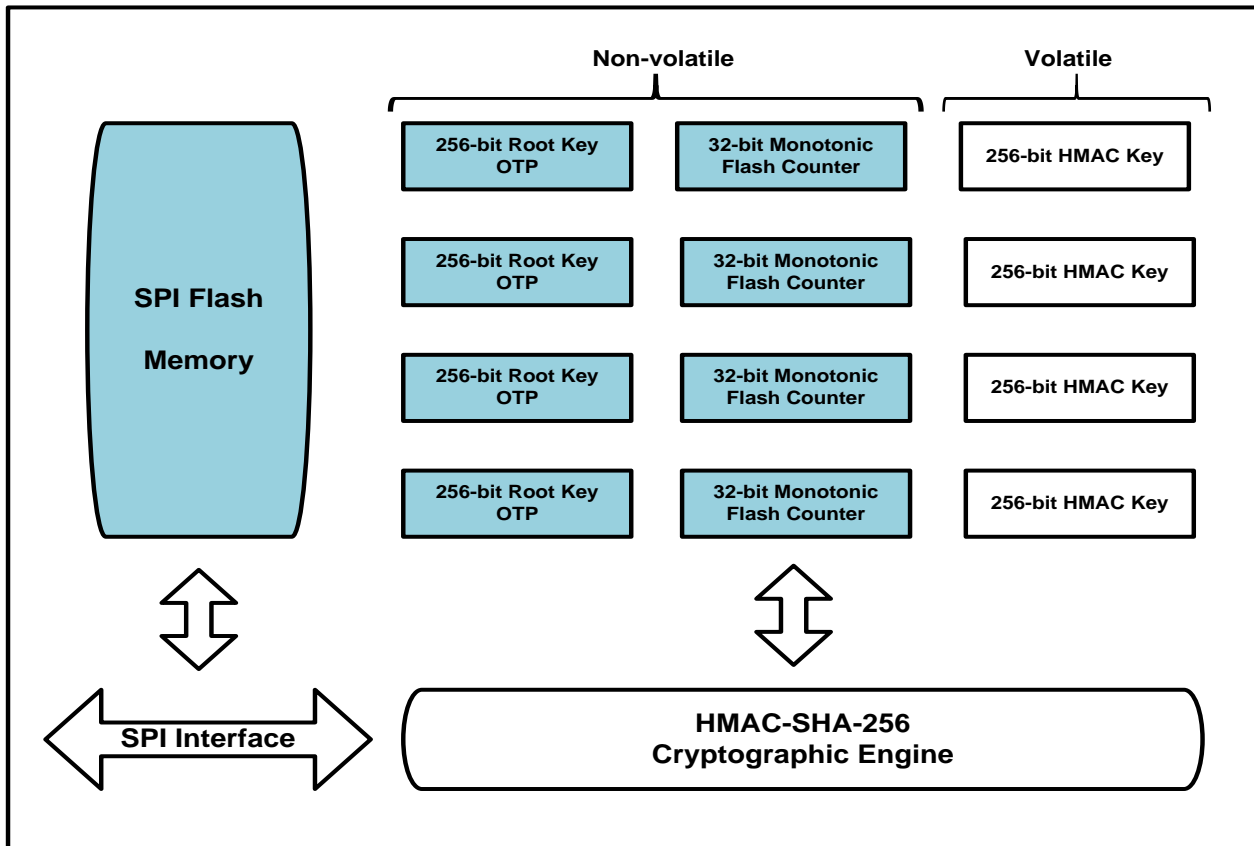 Non-volatile
Volatile
256-bit Root Key
OTP
32-bit Monotonic
Flash Counter
256-bit HMAC Key
256-bit Root Key
OTP
32-bit Monotonic
Flash Counter
256-bit HMAC Key
SPI Flash
Memory
256-bit Root Key
OTP
32-bit Monotonic
Flash Counter
256-bit HMAC Key
256-bit Root Key
OTP
32-bit Monotonic
Flash Counter
256-bit HMAC Key
SPI Interface
HMAC-SHA-256
Cryptographic Engine